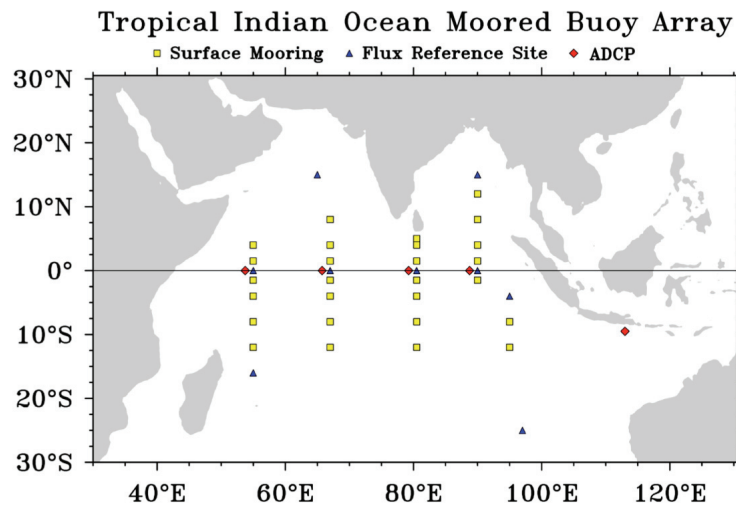 Tropical Indian Ocean Moored Buoy Array
Surface Mooring Flux Reference Site ADCP
30°N
20°N
10°N
0°
10°S
20°S
30°S
40°E 60°E 80°E 100°E 120°E